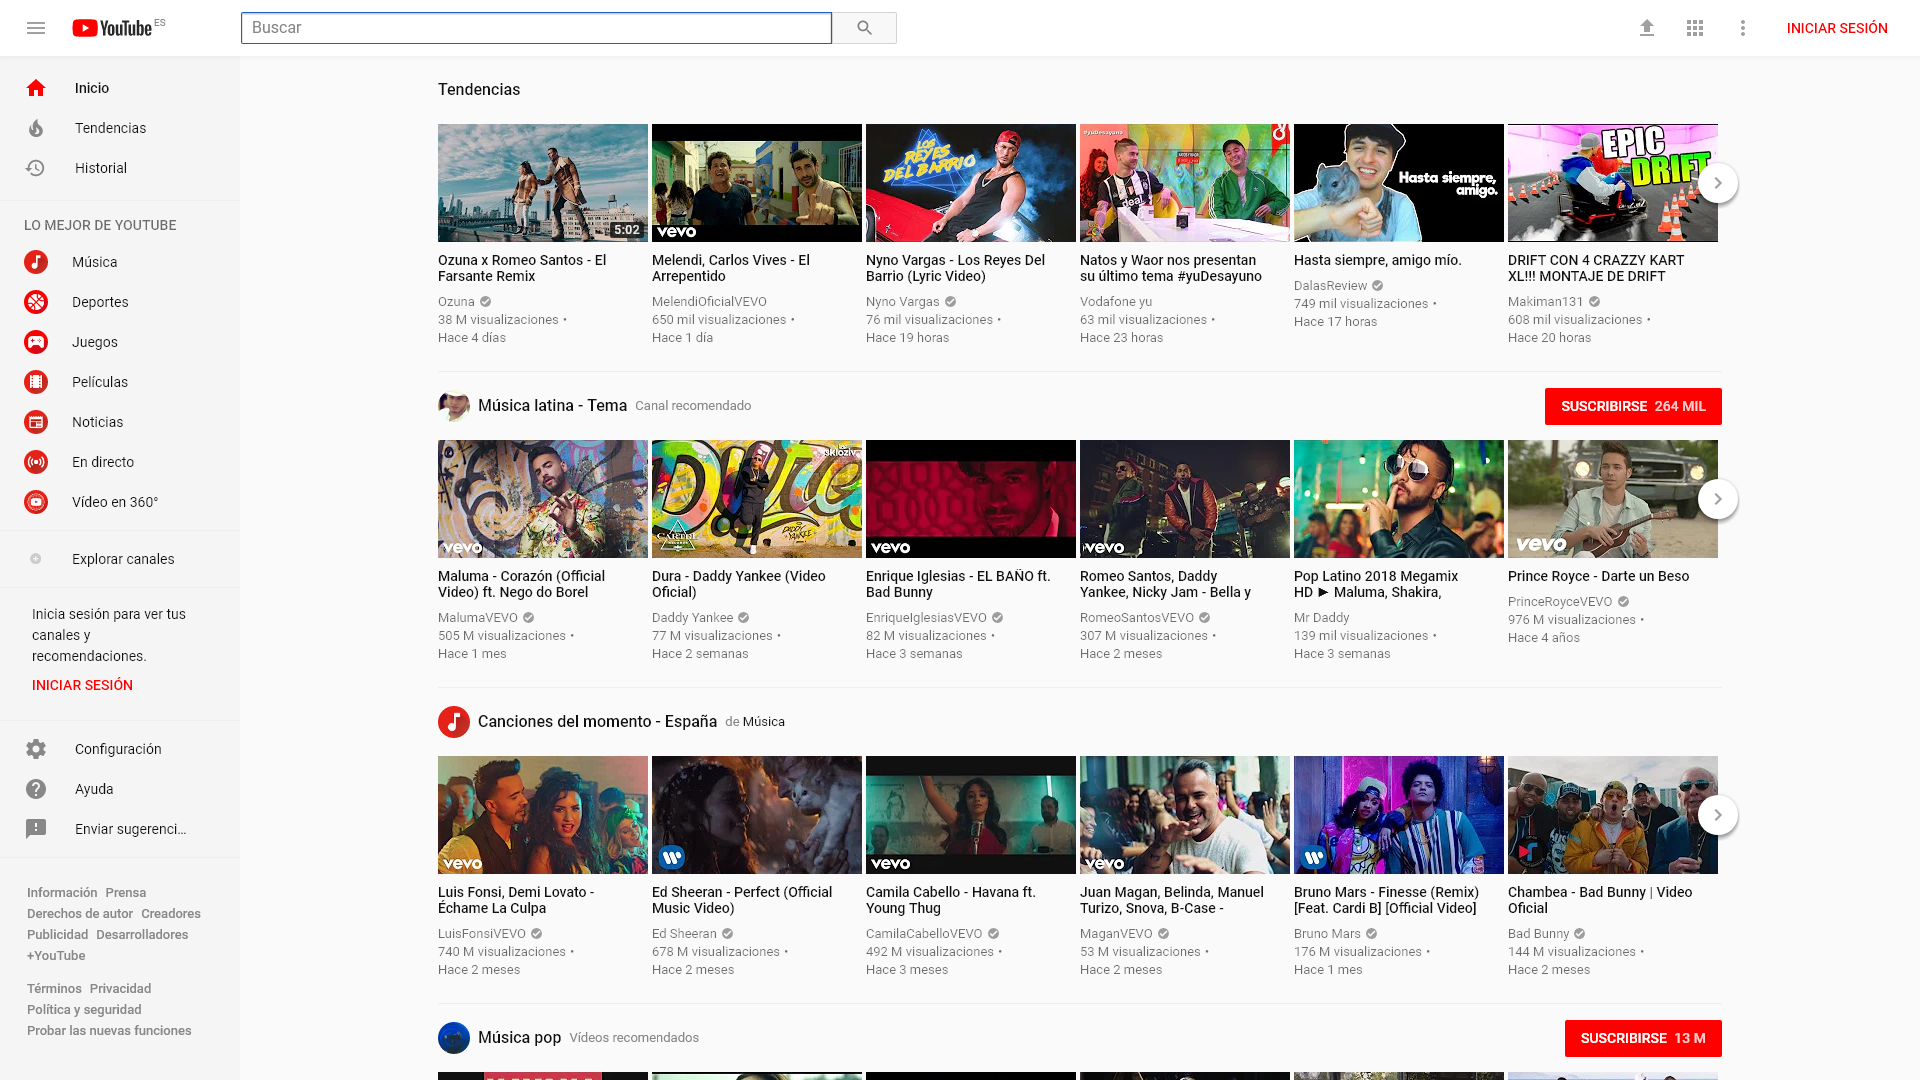 YouTube ES
Buscar
INICIAR SESIÓN
Inicio
Tendencias
Historial
LO MEJOR DE YOUTUBE
Música
Deportes
Juegos
Películas
Noticias
En directo
Vídeo en 360°
Explorar canales
Inicia sesión para ver tus
canales y
recomendaciones.
INICIAR SESIÓN
Configuración
Ayuda
Enviar sugerenci...
Información Prensa
Derechos de autor Creadores
Publicidad Desarrolladores
+YouTube
Términos Privacidad
Política y seguridad
Probar las nuevas funciones
Tendencias
5:02
Ozuna x Romeo Santos - El
Farsante Remix
Ozuna
38 M visualizaciones •
Hace 4 días
vevo
Melendi, Carlos Vives - El
Arrepentido
MelendiOficialVEVO
650 mil visualizaciones •
Hace 1 día
LOS
REYES
DEL BARRIO
Nyno Vargas - Los Reyes Del
Barrio (Lyric Video)
Nyno Vargas
76 mil visualizaciones •
Hace 19 horas
#yuDesayuno
Natos y Waor nos presentan
su último tema #yuDesayuno
Vodafone yu
63 mil visualizaciones •
Hace 23 horas
Hasta siempre,
amigo.
Hasta siempre, amigo mío.
DalasReview
749 mil visualizaciones •
Hace 17 horas
EPIC
DRIFT
DRIFT CON 4 CRAZZY KART
XL!!! MONTAJE DE DRIFT
Makiman131
608 mil visualizaciones •
Hace 20 horas
Música latina - Tema Canal recomendado
SUSCRIBIRSE 264 MIL
vevo
Maluma - Corazón (Official
Video) ft. Nego do Borel
MalumaVEVO
505 M visualizaciones •
Hace 1 mes
DURA
CARTEL
DADDY
YANKEE
Dura - Daddy Yankee (Video
Oficial)
Daddy Yankee
77 M visualizaciones •
Hace 2 semanas
vevo
Enrique Iglesias - EL BAÑO ft.
Bad Bunny
EnriqueIglesiasVEVO
82 M visualizaciones •
Hace 3 semanas
vevo
Romeo Santos, Daddy
Yankee, Nicky Jam - Bella y
RomeoSantosVEVO
307 M visualizaciones •
Hace 2 meses
Pop Latino 2018 Megamix
HD ► Maluma, Shakira,
Mr Daddy
139 mil visualizaciones •
Hace 3 semanas
vevo
Prince Royce - Darte un Beso
PrinceRoyceVEVO
976 M visualizaciones •
Hace 4 años
Canciones del momento - España de Música
vevo
Luis Fonsi, Demi Lovato -
Échame La Culpa
LuisFonsiVEVO
740 M visualizaciones •
Hace 2 meses
Ed Sheeran - Perfect (Official
Music Video)
Ed Sheeran
678 M visualizaciones •
Hace 2 meses
vevo
Camila Cabello - Havana ft.
Young Thug
CamilaCabelloVEVO
492 M visualizaciones •
Hace 3 meses
vevo
Juan Magan, Belinda, Manuel
Turizo, Snova, B-Case -
MaganVEVO
53 M visualizaciones •
Hace 2 meses
Bruno Mars - Finesse (Remix)
[Feat. Cardi B] [Official Video]
Bruno Mars
176 M visualizaciones •
Hace 1 mes
Chambea - Bad Bunny | Video
Oficial
Bad Bunny
144 M visualizaciones •
Hace 2 meses
Música pop Vídeos recomendados
SUSCRIBIRSE 13 M